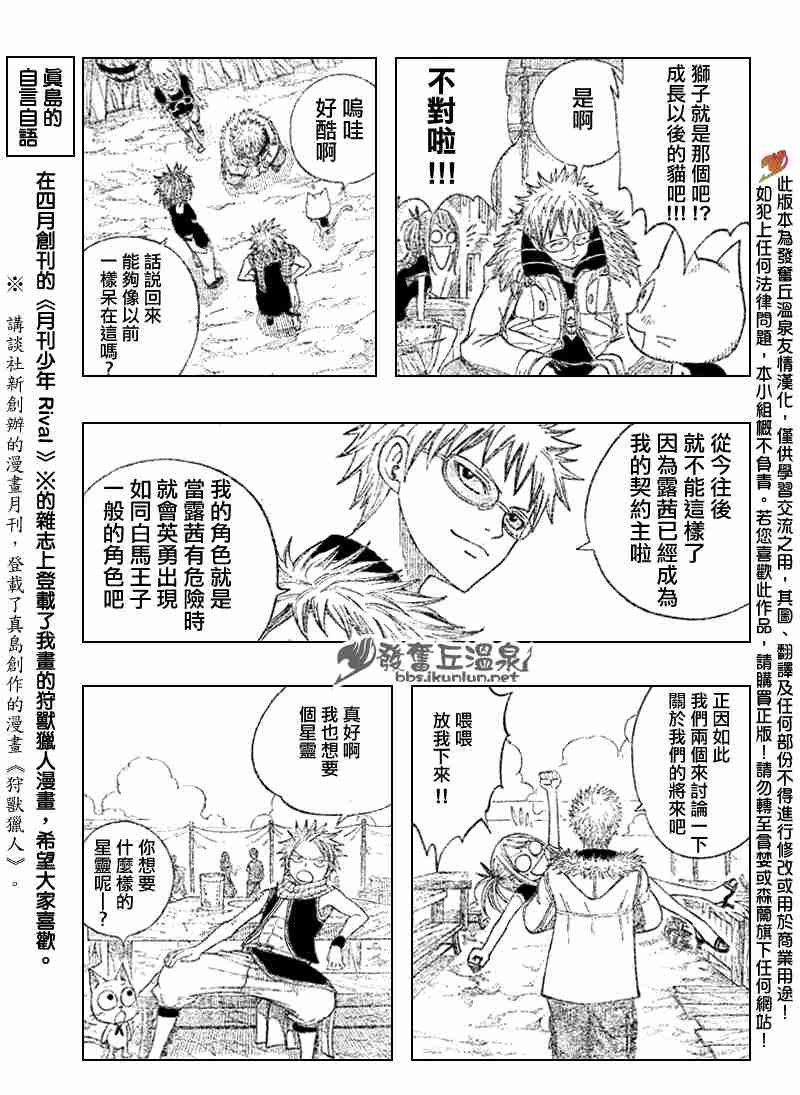 此版本為發奮丘溫泉友情漢化，僅供學習交流之用，其圖、翻譯及任何部份不得進行修改或用於商業用途！
如犯上任何法律問題，本小組概不負責。若您喜歡此作品，請購買正版！請勿轉至貪婪或森蘭旗下任何網站！
獅子就是那個吧!?
成長以後的貓吧!!!
是啊
不對啦!!!
嗚哇
好酷啊
話說回來
能夠像以前
一樣呆在這嗎？
從今往後
就不能這樣了
因為露茜已經成為
我的契約主啦
我的角色就是
當露茜有危險時
就會英勇出現
如同白馬王子
一般的角色吧
發奮丘溫泉
bbs.ikunlun.net
正因如此
我們兩個來討論一下
關於我們的將來吧
喂喂
放我下來!!
真好啊
我也想要
個星靈
你想要
什麼樣的
星靈呢—？
眞島的
自言自語
在四月創刊的《月刊少年 Rival 》※的雜志上登載了我畫的狩獸獵人漫畫，希望大家喜歡。
※ 講談社新創辦的漫畫月刊，登載了真島創作的漫畫《狩獸獵人》。